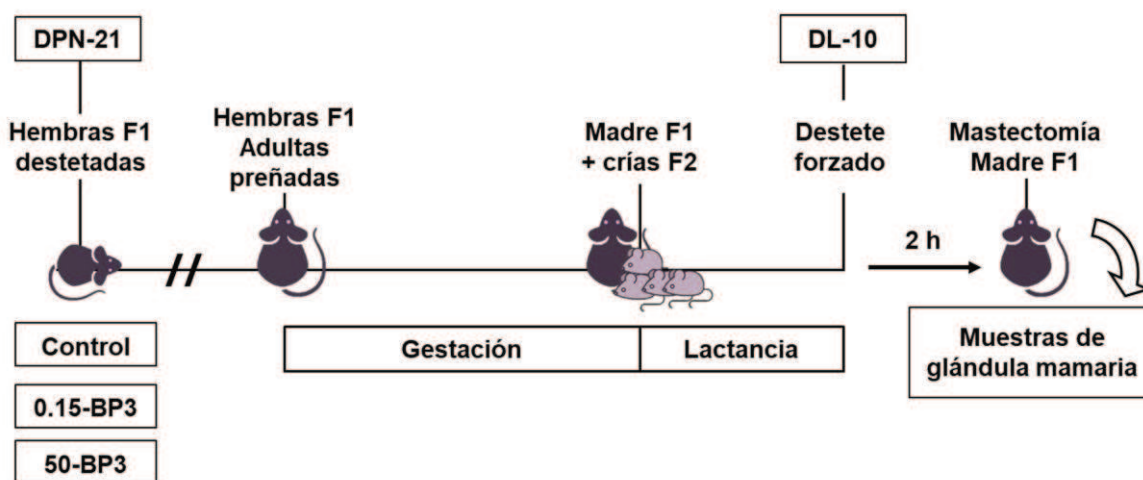 DPN-21
DL-10
Hembras F1
destetadas
Hembras F1
Adultas
preñadas
Madre F1
+ crías F2
Destete
forzado
Mastectomía
Madre F1
2 h
Control
0.15-BP3
50-BP3
Gestación
Lactancia
Muestras de
glándula mamaria